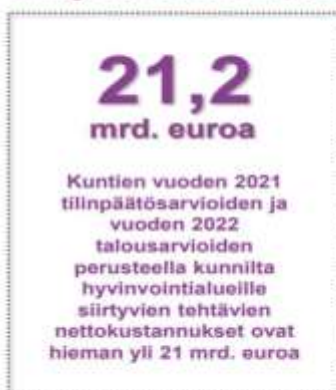 21,2
mrd. euroa
Kuntien vuoden 2021
tilinpäätösarvioiden ja
vuoden 2022
talousarvioiden
perusteella kunnilta
hyvinvointialueille
siirtyvien tehtävien
nettokustannukset ovat
hieman yli 21 mrd. euroa